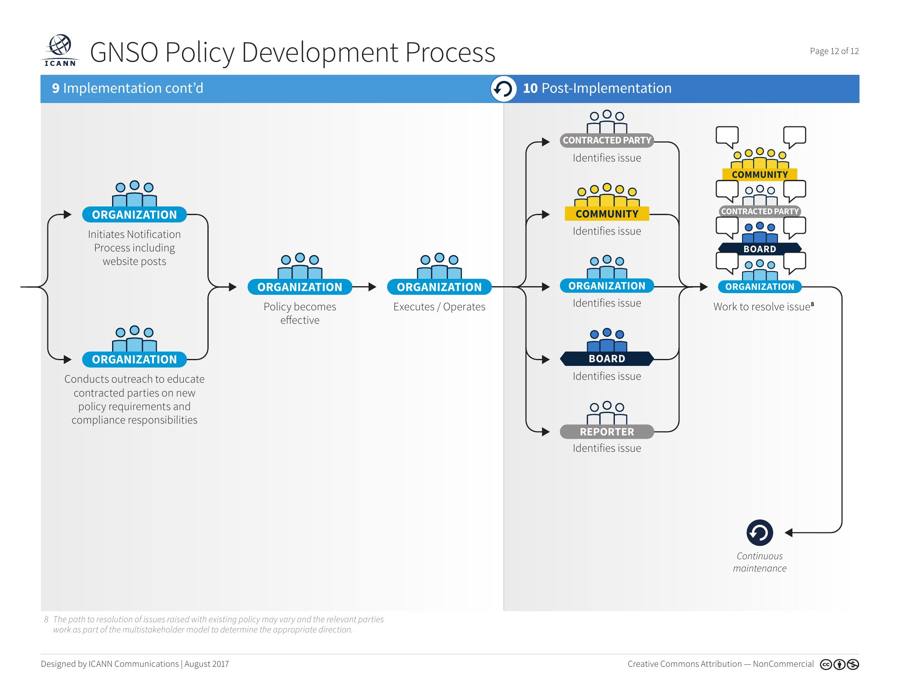 ICANN
GNSO Policy Development Process
Page 12 of 12
9 Implementation cont’d
10 Post-Implementation
ORGANIZATION
Initiates Notification
Process including
website posts
ORGANIZATION
Conducts outreach to educate
contracted parties on new
policy requirements and
compliance responsibilities
ORGANIZATION
Policy becomes
effective
ORGANIZATION
Executes / Operates
CONTRACTED PARTY
Identifies issue
COMMUNITY
Identifies issue
ORGANIZATION
Identifies issue
BOARD
Identifies issue
REPORTER
Identifies issue
COMMUNITY
CONTRACTED PARTY
BOARD
ORGANIZATION
Work to resolve issue⁸
Continuous
maintenance
8 The path to resolution of issues raised with existing policy may vary and the relevant parties
work as part of the multistakeholder model to determine the appropriate direction.
Designed by ICANN Communications | August 2017
Creative Commons Attribution — NonCommercial